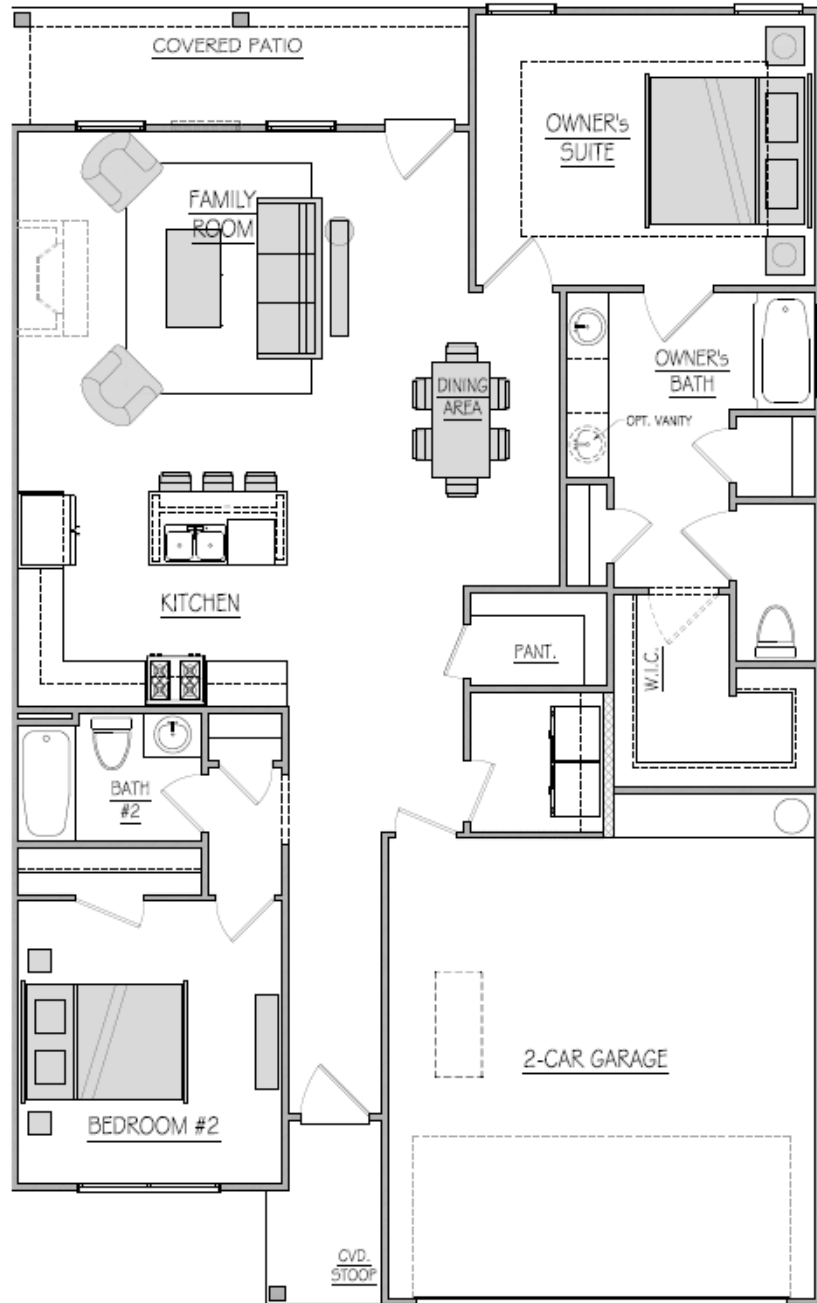 COVERED PATIO
OWNER's
SUITE
FAMILY
ROOM
OWNER's
BATH
DINING
AREA
OPT. VANITY
KITCHEN
PANT.
W.I.C.
BATH
#2
2-CAR GARAGE
BEDROOM #2
CVD.
STOOP